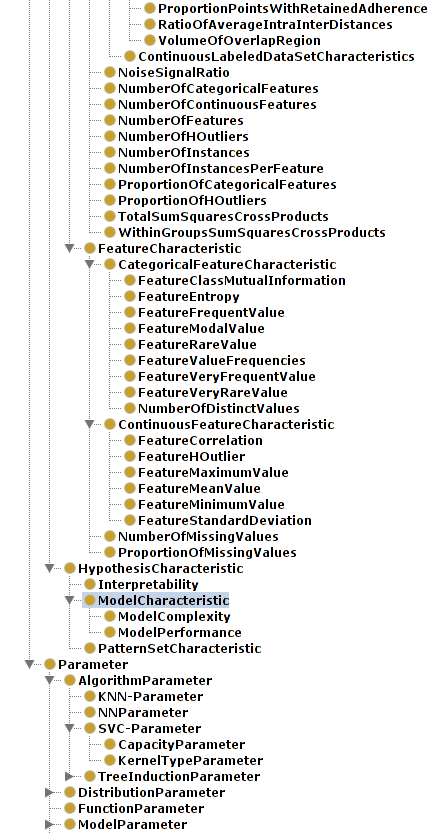 ProportionPointsWithRetainedAdherence
RatioOfAverageIntraInterDistances
VolumeOfOverlapRegion
ContinuousLabeledDataSetCharacteristics
NoiseSignalRatio
NumberOfCategoricalFeatures
NumberOfContinuousFeatures
NumberOfFeatures
NumberOfHOutliers
NumberOfInstances
NumberOfInstancesPerFeature
ProportionOfCategoricalFeatures
ProportionOfHOutliers
TotalSumSquaresCrossProducts
WithinGroupsSumSquaresCrossProducts
FeatureCharacteristic
CategoricalFeatureCharacteristic
FeatureClassMutualInformation
FeatureEntropy
FeatureFrequentValue
FeatureModalValue
FeatureRareValue
FeatureValueFrequencies
FeatureVeryFrequentValue
FeatureVeryRareValue
NumberOfDistinctValues
ContinuousFeatureCharacteristic
FeatureCorrelation
FeatureHOutlier
FeatureMaximumValue
FeatureMeanValue
FeatureMinimumValue
FeatureStandardDeviation
NumberOfMissingValues
ProportionOfMissingValues
HypothesisCharacteristic
Interpretability
ModelCharacteristic
ModelComplexity
ModelPerformance
PatternSetCharacteristic
Parameter
AlgorithmParameter
KNN-Parameter
NNParameter
SVC-Parameter
CapacityParameter
KernelTypeParameter
TreeInductionParameter
DistributionParameter
FunctionParameter
ModelParameter